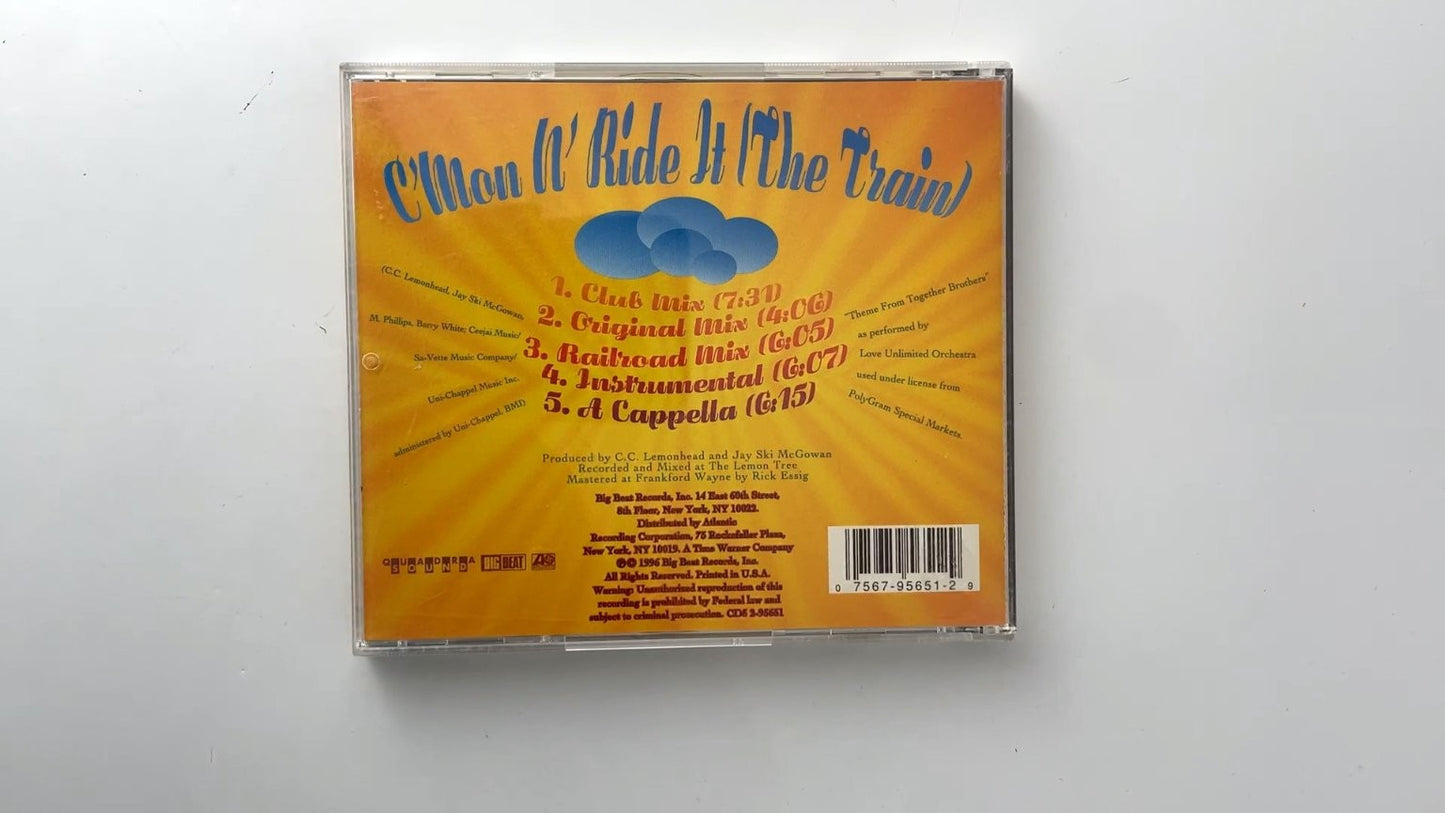 C'Mon N' Ride It (The Train)
1. Club Mix (7:31)
2. Original Mix (4:06)
3. Railroad Mix (6:05)
4. Instrumental (6:07)
5. A Cappella (6:15)
(C.C. Lemonhead, Jay Ski McGowan,
M. Phillips, Barry White; Ceejai Music/
Sa-Vette Music Company/
Uni-Chappel Music Inc.
administered by Uni-Chappel, BMI)
"Theme From Together Brothers"
as performed by
Love Unlimited Orchestra
used under license from
PolyGram Special Markets.
Produced by C.C. Lemonhead and Jay Ski McGowan
Recorded and Mixed at The Lemon Tree
Mastered at Frankford Wayne by Rick Essig
Big Beat Records, Inc. 14 East 60th Street,
8th Floor, New York, NY 10022.
Distributed by Atlantic
Recording Corporation, 75 Rockefeller Plaza,
New York, NY 10019. A Time Warner Company
℗© 1996 Big Beat Records, Inc.
All Rights Reserved. Printed in U.S.A.
Warning: Unauthorized reproduction of this
recording is prohibited by Federal law and
subject to criminal prosecution. CD5 2-95651
QUADRA
SOUND
BIG BEAT
0 7567-95651-2 9